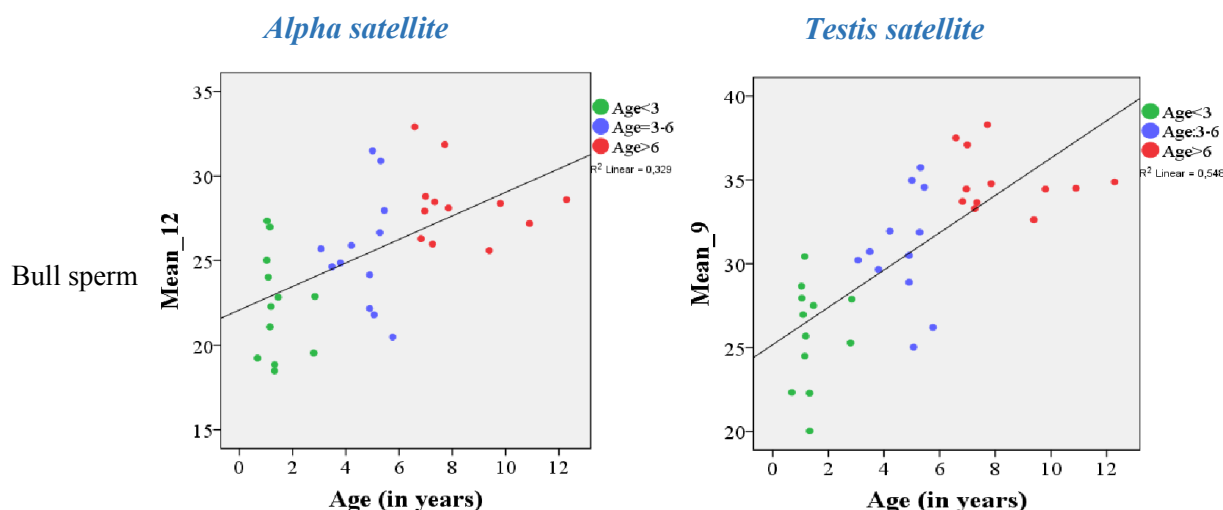 Alpha satellite
Testis satellite
Bull sperm
Mean_12
35
30
25
20
15
0 2 4 6 8 10 12
Age (in years)
Age<3
Age=3-6
Age>6
R2 Linear = 0,329
Mean_9
40
35
30
25
20
0 2 4 6 8 10 12
Age (in years)
Age<3
Age:3-6
Age>6
R2 Linear = 0,548